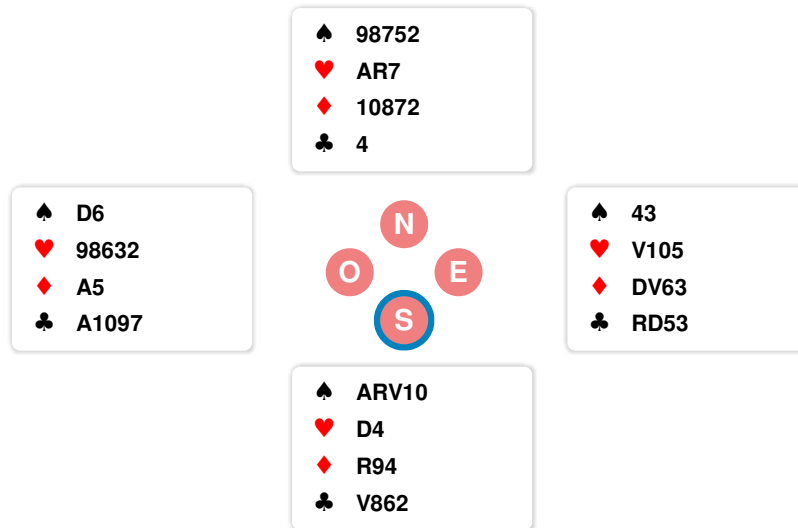 ♠ 98752
♥ AR7
♦ 10872
♣ 4
♠ D6
♥ 98632
♦ A5
♣ A1097
N
O E
S
♠ 43
♥ V105
♦ DV63
♣ RD53
♠ ARV10
♥ D4
♦ R94
♣ V862